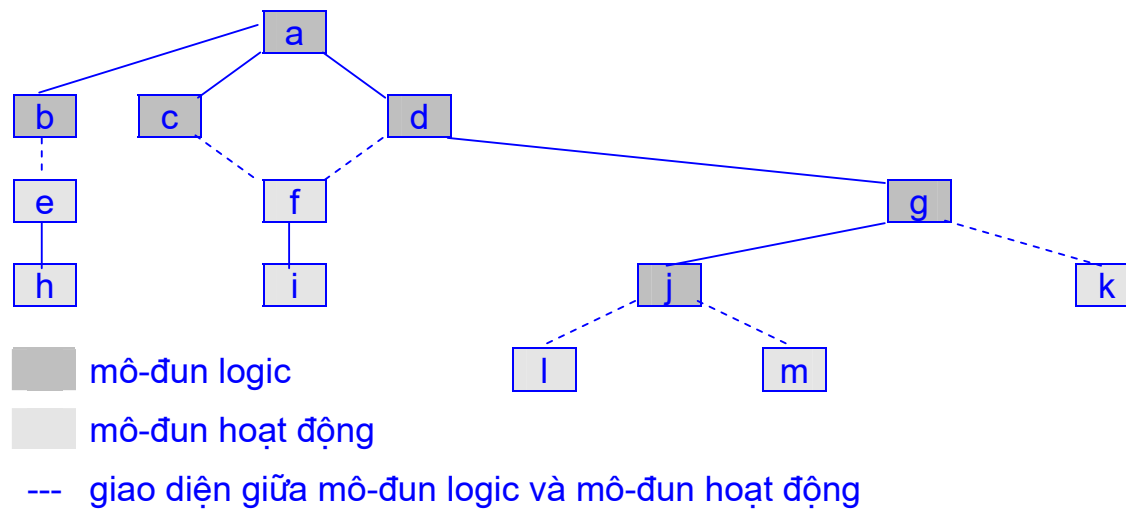 a
b c d
e f g
h i j k
l m
mô-đun logic
mô-đun hoạt động
--- giao diện giữa mô-đun logic và mô-đun hoạt động